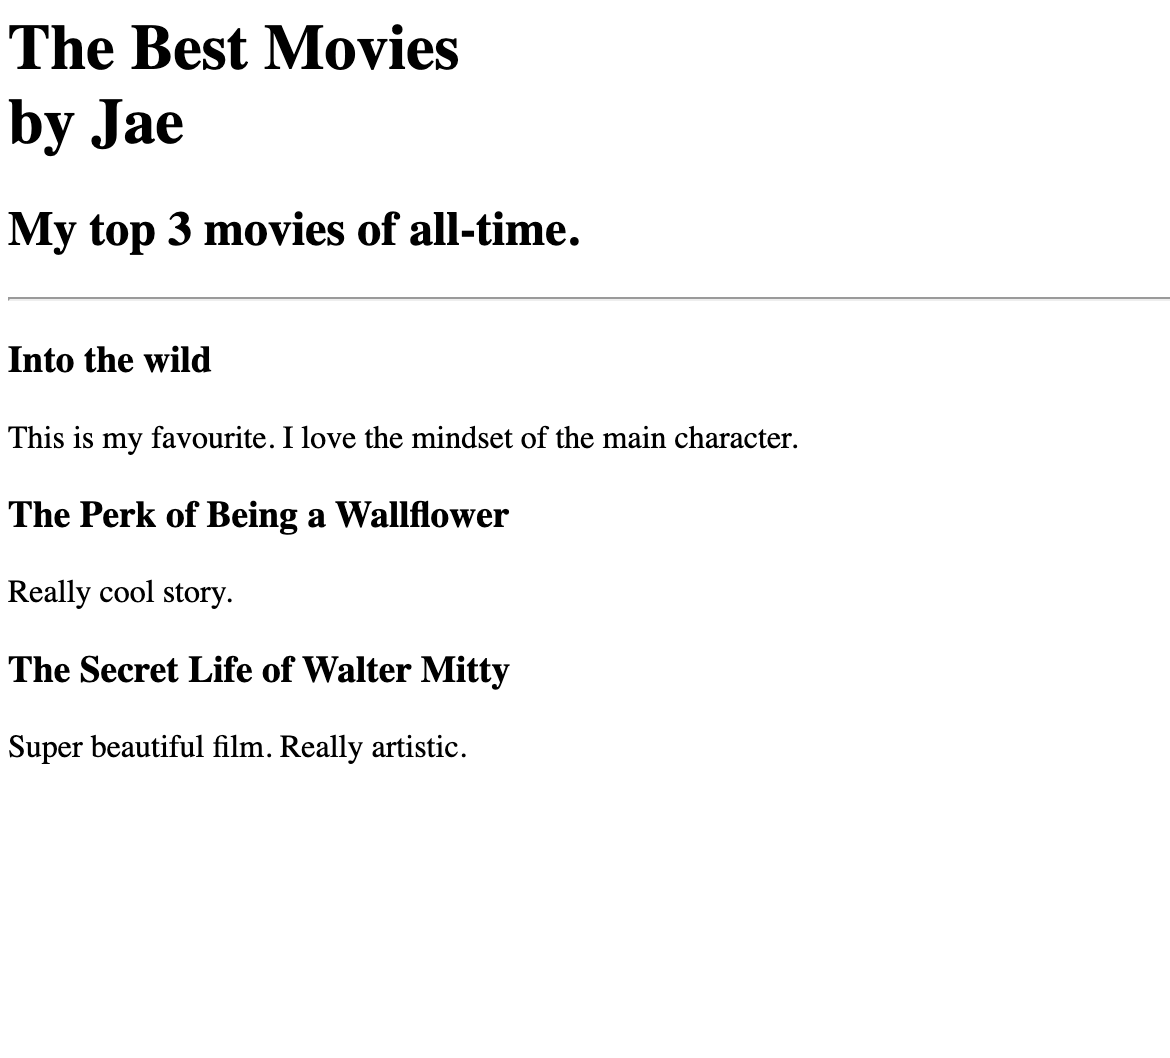 The Best Movies
by Jae
My top 3 movies of all-time.
Into the wild
This is my favourite. I love the mindset of the main character.
The Perk of Being a Wallflower
Really cool story.
The Secret Life of Walter Mitty
Super beautiful film. Really artistic.